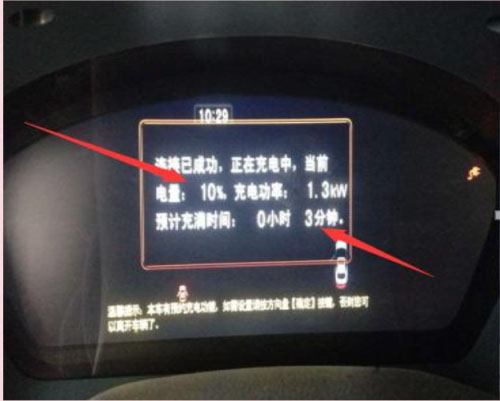 10:29
连接已成功，正在充电中，当前
电量： 10%，充电功率： 1.3kW
预计充满时间： 0小时 3分钟。
温馨提示：本车有预约充电功能，如需设置请按方向盘【确定】按键，否则您可
以离开车辆了。